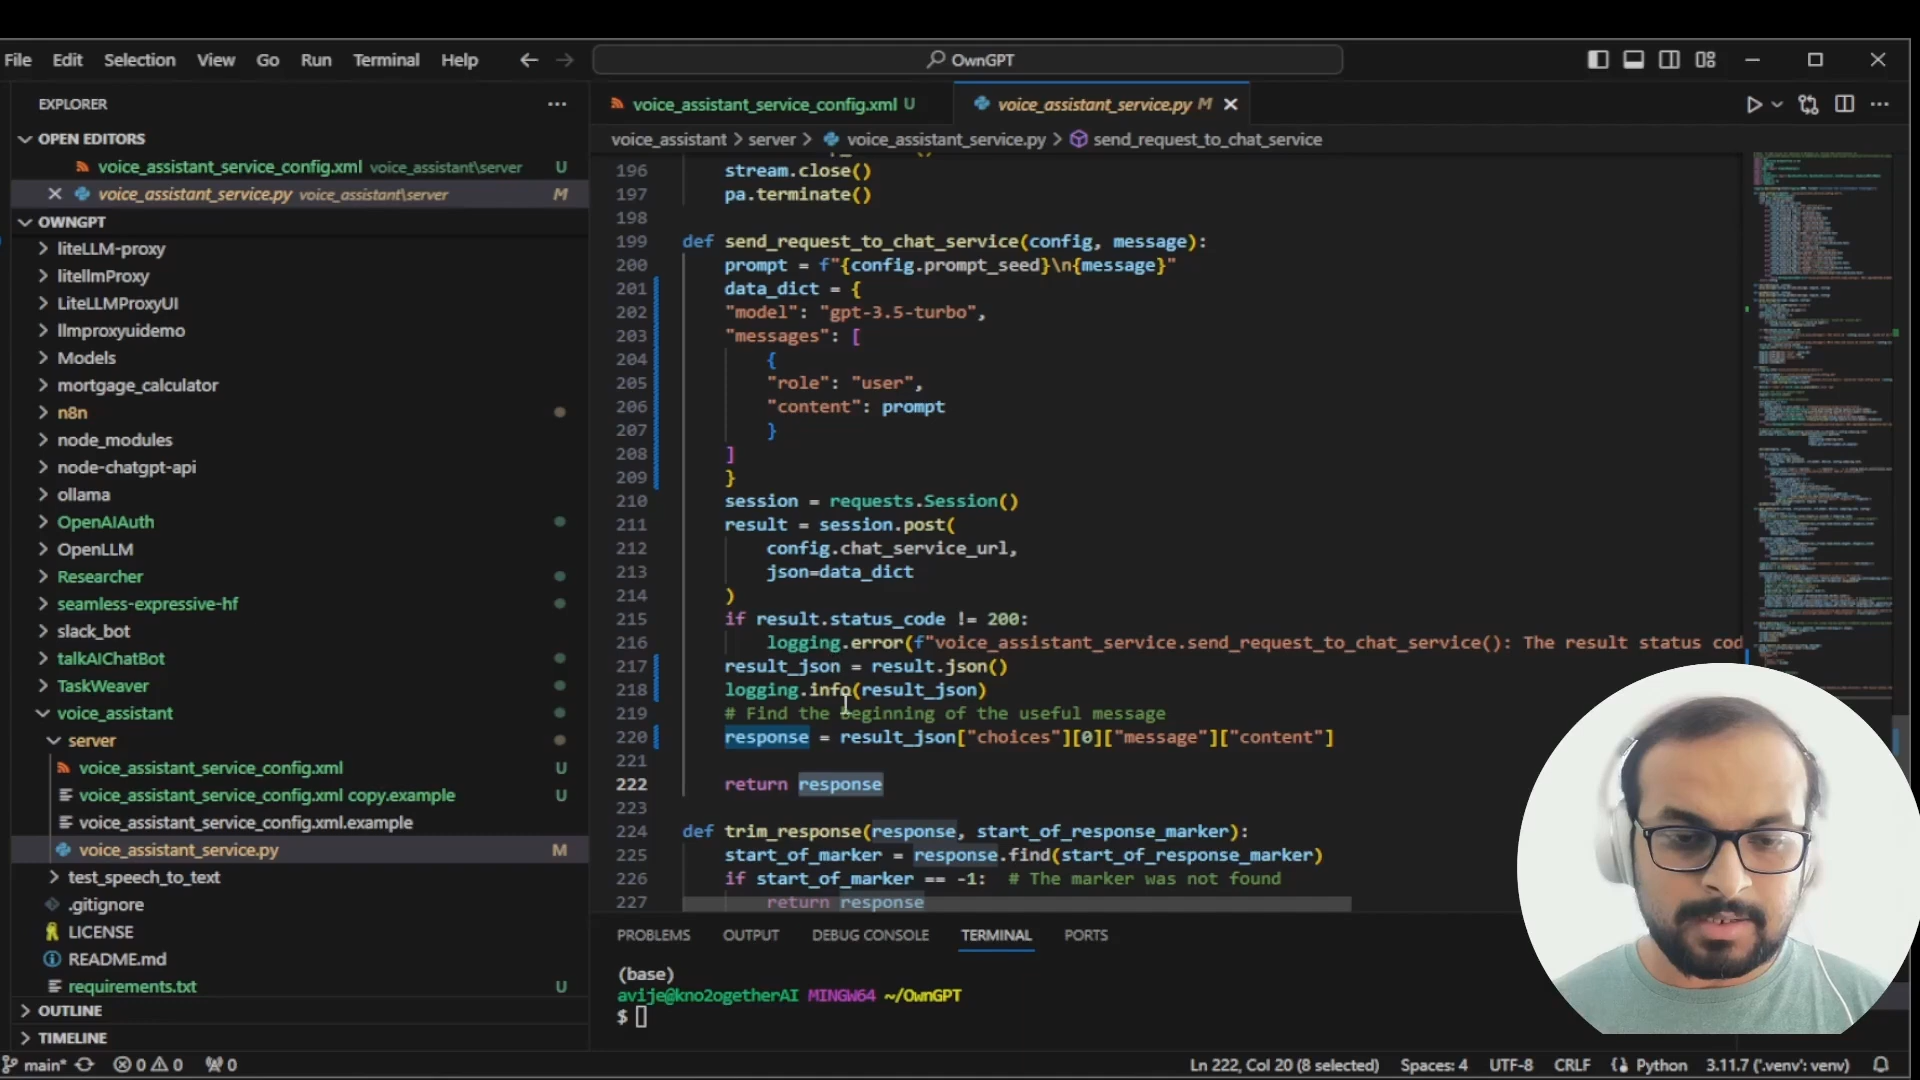 File Edit Selection View Go Run Terminal Help OwnGPT
EXPLORER
OPEN EDITORS
voice_assistant_service_config.xml voice_assistant\server U
voice_assistant_service.py voice_assistant\server M
OWNGPT
liteLLM-proxy
litellmProxy
LiteLLMProxyUI
llmproxyuidemo
Models
mortgage_calculator
n8n
node_modules
node-chatgpt-api
ollama
OpenAIAuth
OpenLLM
Researcher
seamless-expressive-hf
slack_bot
talkAIChatBot
TaskWeaver
voice_assistant
server
voice_assistant_service_config.xml U
voice_assistant_service_config.xml copy.example U
voice_assistant_service_config.xml.example
voice_assistant_service.py M
test_speech_to_text
.gitignore
LICENSE
README.md
requirements.txt U
OUTLINE
TIMELINE
voice_assistant_service_config.xml U voice_assistant_service.py M
voice_assistant > server > voice_assistant_service.py > send_request_to_chat_service
196 stream.close()
197 pa.terminate()
198
199 def send_request_to_chat_service(config, message):
200 prompt = f"{config.prompt_seed}\n{message}"
201 data_dict = {
202 "model": "gpt-3.5-turbo",
203 "messages": [
204 {
205 "role": "user",
206 "content": prompt
207 }
208 ]
209 }
210 session = requests.Session()
211 result = session.post(
212 config.chat_service_url,
213 json=data_dict
214 )
215 if result.status_code != 200:
216 logging.error(f"voice_assistant_service.send_request_to_chat_service(): The result status cod
217 result_json = result.json()
218 logging.info(result_json)
219 # Find the beginning of the useful message
220 response = result_json["choices"][0]["message"]["content"]
221
222 return response
223
224 def trim_response(response, start_of_response_marker):
225 start_of_marker = response.find(start_of_response_marker)
226 if start_of_marker == -1: # The marker was not found
227 return response
PROBLEMS OUTPUT DEBUG CONSOLE TERMINAL PORTS
(base)
avije@kno2ogetherAI MINGW64 ~/OwnGPT
$
main* 0 0 0 Ln 222, Col 20 (8 selected) Spaces: 4 UTF-8 CRLF Python 3.11.7 ('.venv': venv)